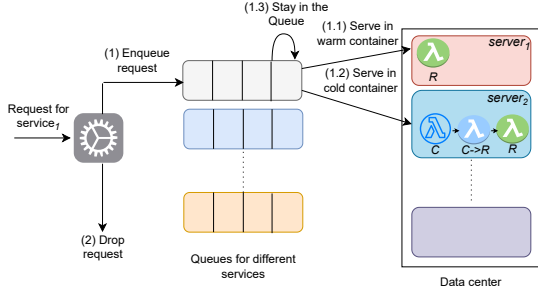 (1.3) Stay in the
Queue
(1.1) Serve in
warm container
(1) Enqueue
request
(1.2) Serve in
cold container
server1
R
Request for
service1
server2
C
C->R
R
(2) Drop
request
Queues for different
services
Data center